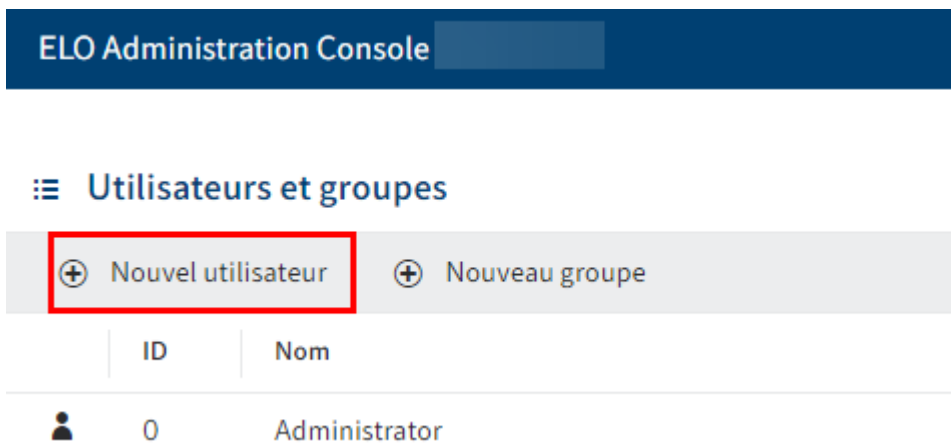 ELO Administration Console
Utilisateurs et groupes
Nouvel utilisateur Nouveau groupe
ID Nom
0 Administrator